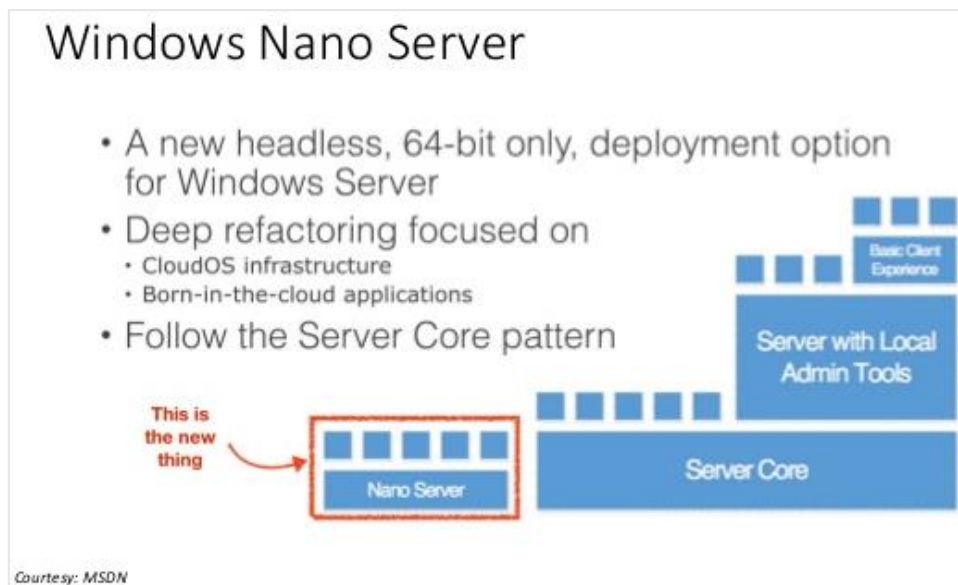 Windows Nano Server
• A new headless, 64-bit only, deployment option
for Windows Server
• Deep refactoring focused on
• CloudOS infrastructure
• Born-in-the-cloud applications
• Follow the Server Core pattern
Basic Client
Experience
Server with Local
Admin Tools
This is
the new
thing
Nano Server
Server Core
Courtesy: MSDN